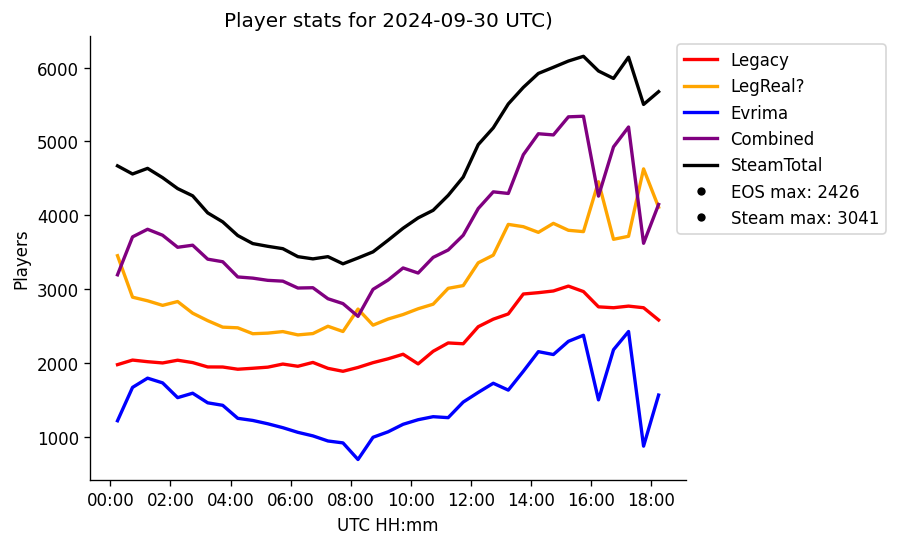 Player stats for 2024-09-30 UTC)
Players
6000
5000
4000
3000
2000
1000
00:00 02:00 04:00 06:00 08:00 10:00 12:00 14:00 16:00 18:00
UTC HH:mm
Legacy
LegReal?
Evrima
Combined
SteamTotal
EOS max: 2426
Steam max: 3041